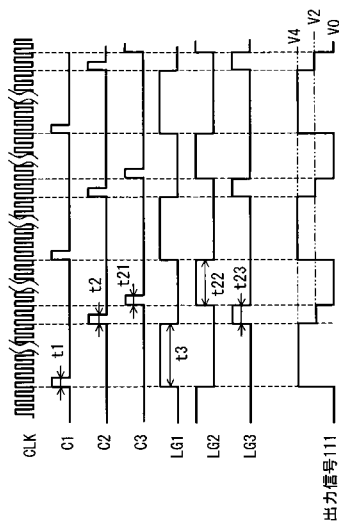 CLK
C1
t1
C2
t2
C3
t21
LG1
t3
LG2
t22
LG3
t23
V4
V2
V0
出力信号111